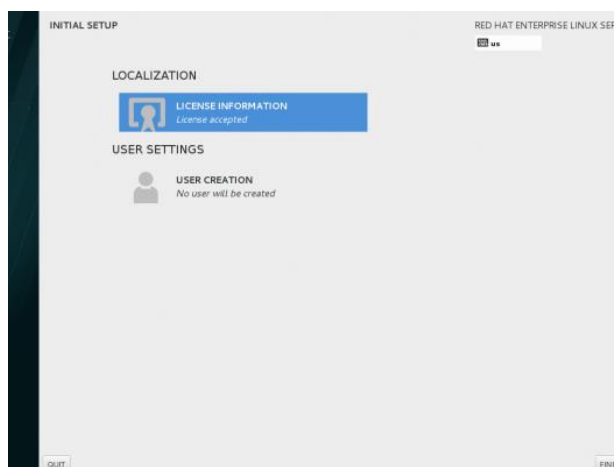 INITIAL SETUP
RED HAT ENTERPRISE LINUX SER
us
LOCALIZATION
LICENSE INFORMATION
License accepted
USER SETTINGS
USER CREATION
No user will be created
QUIT
FINI